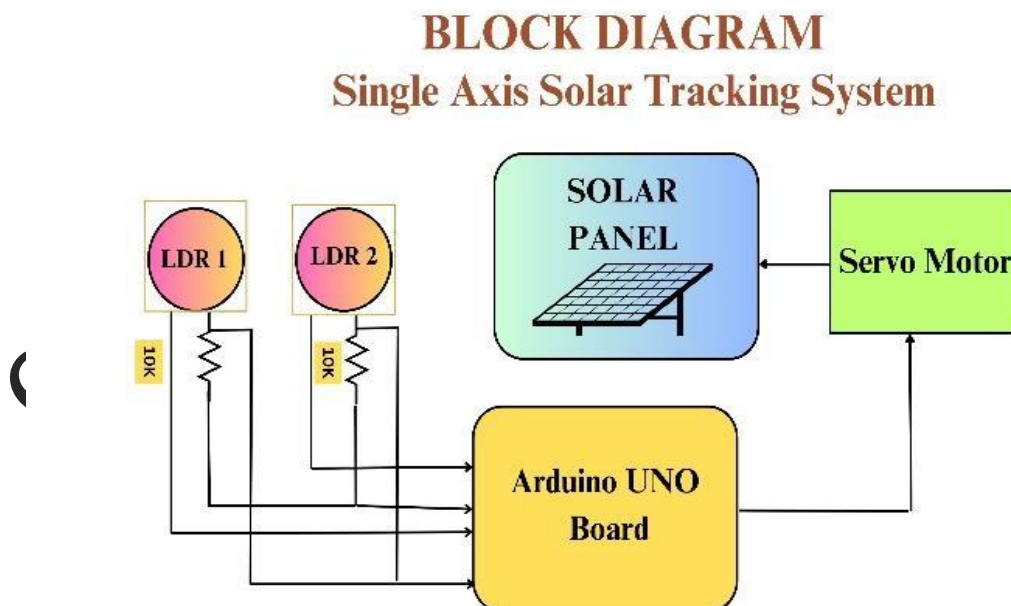 BLOCK DIAGRAM
Single Axis Solar Tracking System
LDR 1
LDR 2
SOLAR
PANEL
Servo Motor
10K
10K
Arduino UNO
Board